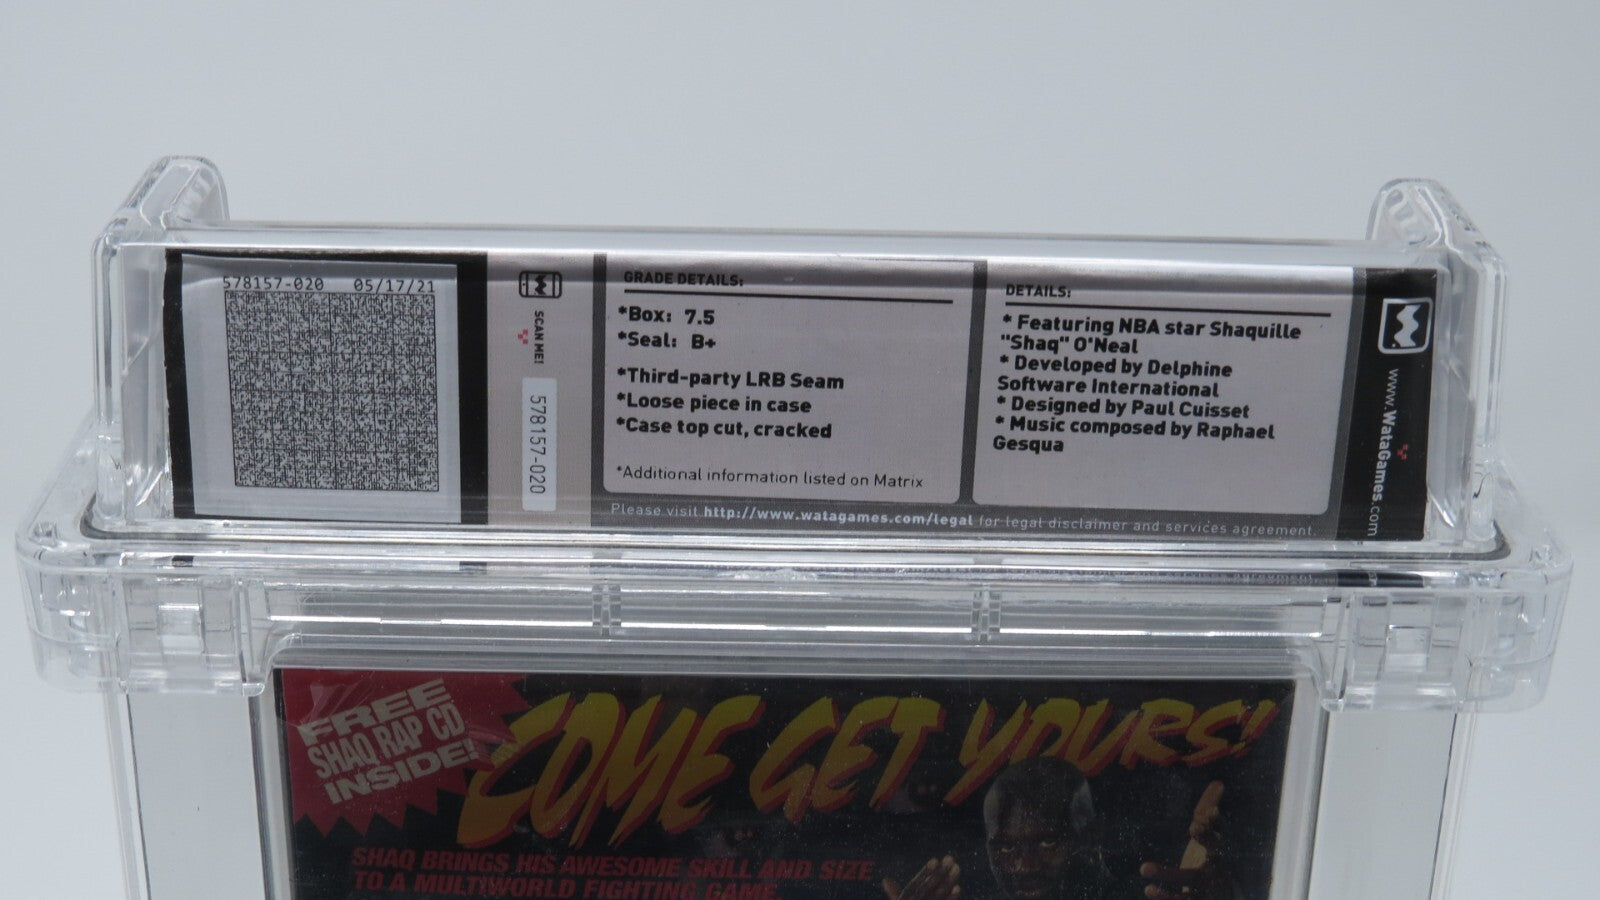 578157-020 05/17/21
SCAN ME!
578157-020
GRADE DETAILS:
*Box: 7.5
*Seal: B+
*Third-party LRB Seam
*Loose piece in case
*Case top cut, cracked
*Additional information listed on Matrix
DETAILS:
* Featuring NBA star Shaquille
"Shaq" O'Neal
* Developed by Delphine
Software International
* Designed by Paul Cuisset
* Music composed by Raphael
Gesqua
www.WataGames.com
Please visit http://www.watagames.com/legal for legal disclaimer and services agreement.
FREE
SHAQ RAP CD
INSIDE!
COME GET YOURS!
SHAQ BRINGS HIS AWESOME SKILL AND SIZE
TO A MULTIWORLD FIGHTING GAME.